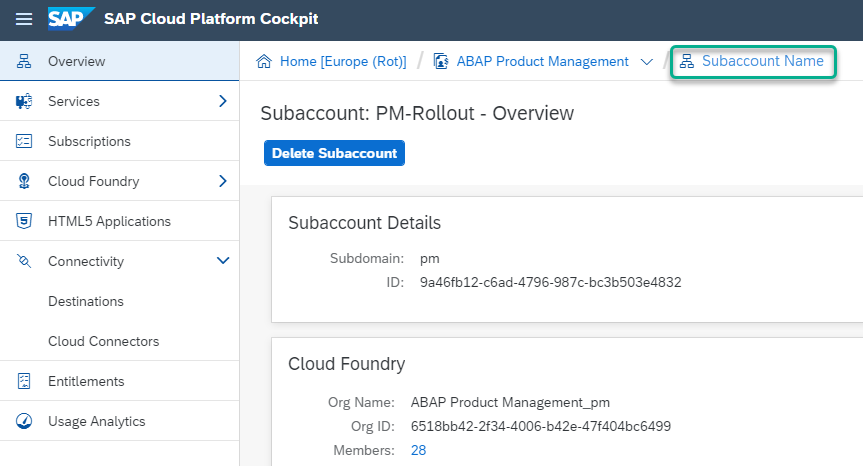 SAP SAP Cloud Platform Cockpit
Overview
Services
Subscriptions
Cloud Foundry
HTML5 Applications
Connectivity
Destinations
Cloud Connectors
Entitlements
Usage Analytics
Home [Europe (Rot)] / ABAP Product Management / Subaccount Name
Subaccount: PM-Rollout - Overview
Delete Subaccount
Subaccount Details
Subdomain: pm
ID: 9a46fb12-c6ad-4796-987c-bc3b503e4832
Cloud Foundry
Org Name: ABAP Product Management_pm
Org ID: 6518bb42-2f34-4006-b42e-47f404bc6499
Members: 28